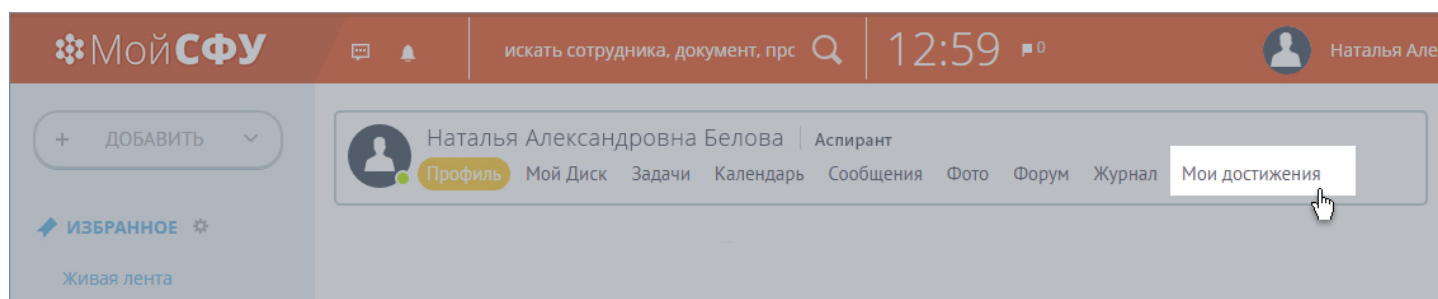 МойСФУ
искать сотрудника, документ, прс
12:59
0
Наталья Але
+ ДОБАВИТЬ
Наталья Александровна Белова | Аспирант
Профиль Мой Диск Задачи Календарь Сообщения Фото Форум Журнал Мои достижения
ИЗБРАННОЕ
Живая лента